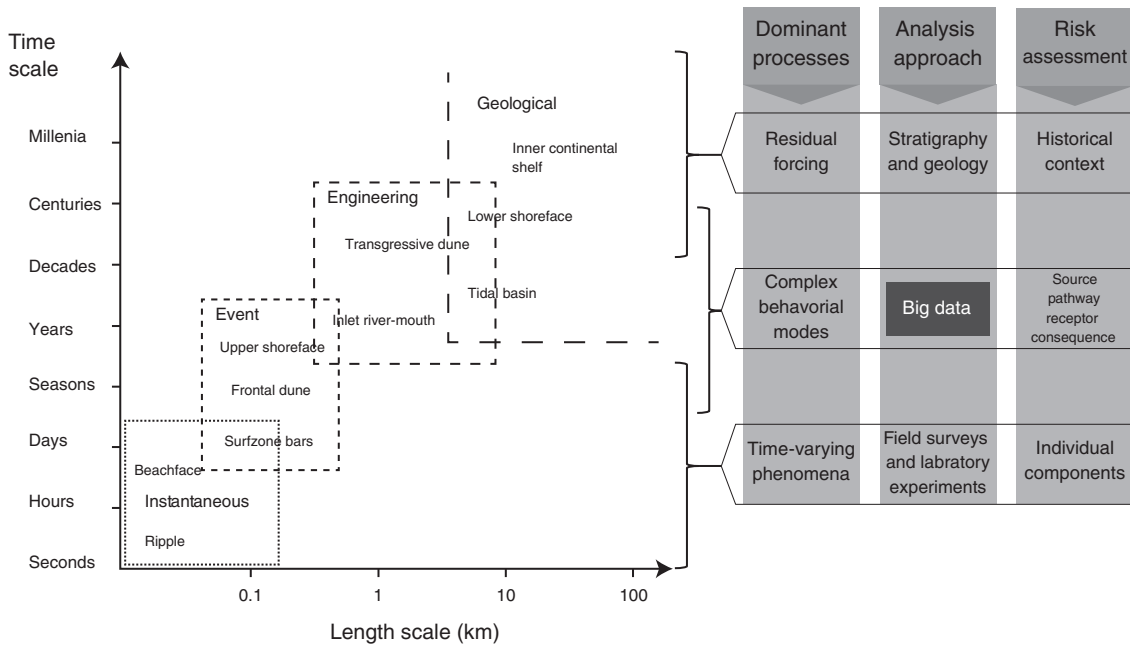 Time
scale
Millenia
Centuries
Decades
Years
Seasons
Days
Hours
Seconds
0.1
1
10
100
Length scale (km)
Geological
Inner continental
shelf
Engineering
Lower shoreface
Transgressive dune
Tidal basin
Event
Inlet river-mouth
Upper shoreface
Frontal dune
Surfzone bars
Beachface
Instantaneous
Ripple
Dominant
processes
Analysis
approach
Risk
assessment
Residual
forcing
Stratigraphy
and geology
Historical
context
Complex
behavorial
modes
Big data
Source
pathway
receptor
consequence
Time-varying
phenomena
Field surveys
and labratory
experiments
Individual
components